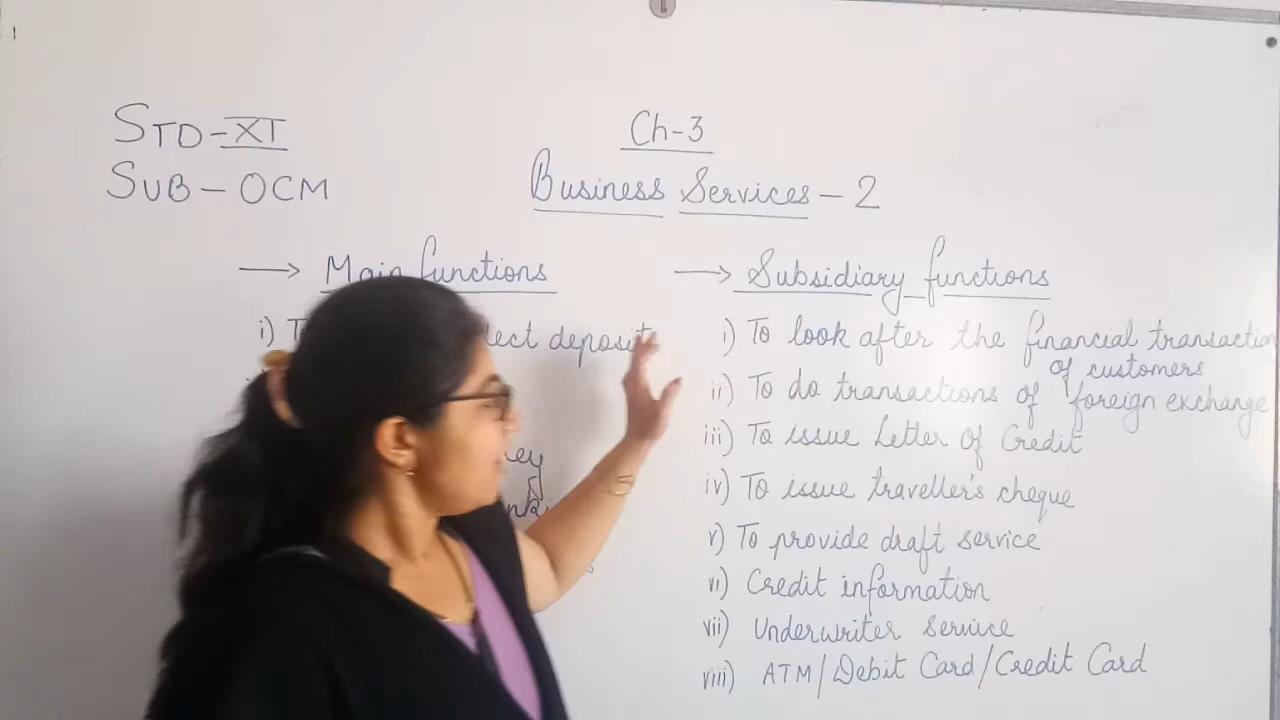 STD-XI
SUB-OCM
Ch-3
Business Services-2
→ Main functions
i) deposits
→ Subsidiary functions
i) To look after the financial transaction
of customers
ii) To do transactions of foreign exchange
iii) To issue Letter of Credit
iv) To issue traveller's cheque
v) To provide draft service
vi) Credit information
vii) Underwriter service
viii) ATM/Debit Card/Credit Card